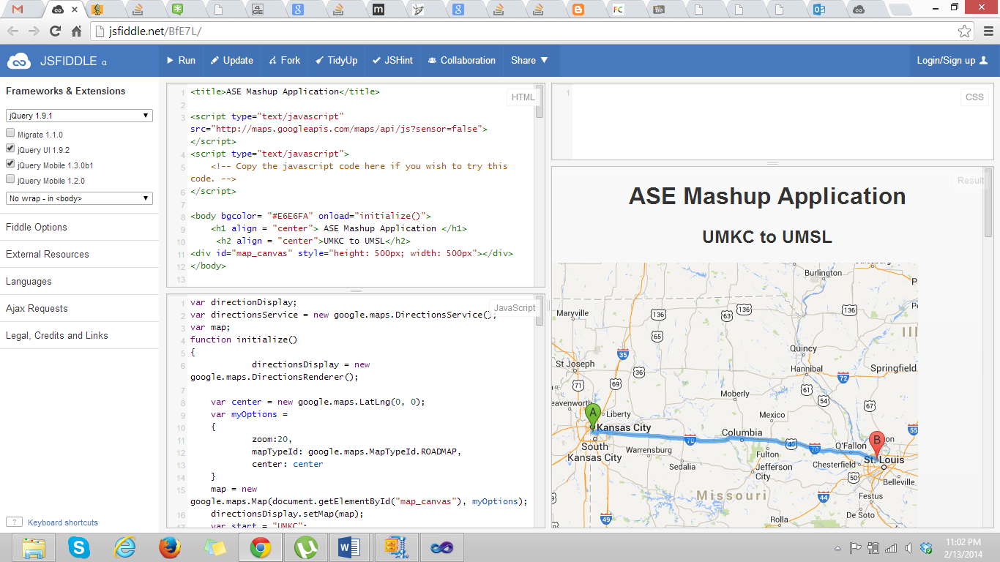 jsfiddle.net/BfE7L/
JSFIDDLE α
Run
Update
Fork
TidyUp
JSHint
Collaboration
Share
Login/Sign up
Frameworks & Extensions
jQuery 1.9.1
Migrate 1.1.0
jQuery UI 1.9.2
jQuery Mobile 1.3.0b1
jQuery Mobile 1.2.0
No wrap - in <body>
Fiddle Options
External Resources
Languages
Ajax Requests
Legal, Credits and Links
? Keyboard shortcuts
HTML
1 <title>ASE Mashup Application</title>
2
3 <script type="text/javascript"
src="http://maps.googleapis.com/maps/api/js?sensor=false">
</script>
4 <script type="text/javascript">
5 <!-- Copy the javascript code here if you wish to try this
code. -->
6 </script>
7
8 <body bgcolor= "#E6E6FA" onload="initialize()">
9 <h1 align = "center"> ASE Mashup Application </h1>
10 <h2 align = "center">UMKC to UMSL</h2>
11 <div id="map_canvas" style="height: 500px; width: 500px"></div>
12 </body>
13
JavaScript
1 var directionDisplay;
2 var directionsService = new google.maps.DirectionsService();
3 var map;
4 function initialize()
5 {
6 directionsDisplay = new
google.maps.DirectionsRenderer();
7
8 var center = new google.maps.LatLng(0, 0);
9 var myOptions =
10 {
11 zoom:20,
12 mapTypeId: google.maps.MapTypeId.ROADMAP,
13 center: center
14 }
15 map = new
google.maps.Map(document.getElementById("map_canvas"), myOptions);
16 directionsDisplay.setMap(map);
17 var start = "UMKC";
1
CSS
Result
ASE Mashup Application
UMKC to UMSL
Burlington
Maryville
136
63
136
136
65
35
Quincy
St Joseph
36
Hannibal
Springfield
71
69
72
61
54
Moberly
67
eavenworth
A
Liberty
Mexico
Kansas City
55
70
Columbia
B
South
Kansas City
40
70
O'Fallon
Warrensburg
Fulton
St. Louis
Sedalia
Jefferson
City
Chesterfield
50
Belleville
Missouri
44
Festus
De Soto
49
Rolla
11:02 PM
2/13/2014